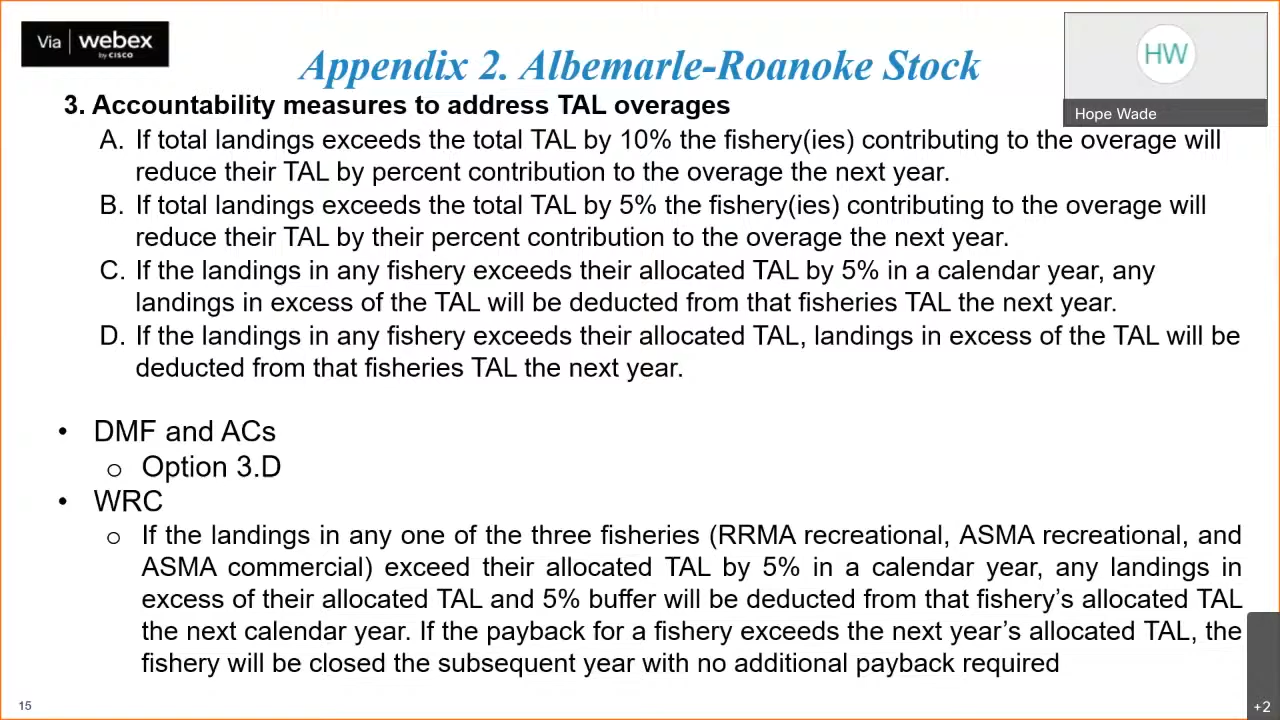 Via | webex
by CISCO
HW
Hope Wade
Appendix 2. Albemarle-Roanoke Stock
3. Accountability measures to address TAL overages
A. If total landings exceeds the total TAL by 10% the fishery(ies) contributing to the overage will
reduce their TAL by percent contribution to the overage the next year.
B. If total landings exceeds the total TAL by 5% the fishery(ies) contributing to the overage will
reduce their TAL by their percent contribution to the overage the next year.
C. If the landings in any fishery exceeds their allocated TAL by 5% in a calendar year, any
landings in excess of the TAL will be deducted from that fisheries TAL the next year.
D. If the landings in any fishery exceeds their allocated TAL, landings in excess of the TAL will be
deducted from that fisheries TAL the next year.
• DMF and ACs
o Option 3.D
• WRC
o If the landings in any one of the three fisheries (RRMA recreational, ASMA recreational, and
ASMA commercial) exceed their allocated TAL by 5% in a calendar year, any landings in
excess of their allocated TAL and 5% buffer will be deducted from that fishery’s allocated TAL
the next calendar year. If the payback for a fishery exceeds the next year’s allocated TAL, the
fishery will be closed the subsequent year with no additional payback required
15
+2